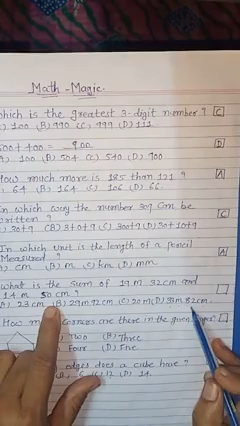 Math - Magic.
which is the greatest 3-digit number? [C]
A) 100 (B) 990 (C) 999 (D) 111
500 + 400 = 900 [D]
A) 100 (B) 504 (C) 540 (D) 900
How much more is 185 than 121? [A]
64 (B) 164 (C) 106 (D) 66
In which way the number 309 can be
written?
30+9 (B) 3+0+9 (C) 300+9 (D) 30+10+9
In which unit is the length of a pencil [A]
Measured?
cm (B) m (C) km (D) mm
What is the sum of 19 m 32 cm and
14 m 50 cm?
A) 23 cm (B) 29 m 72 cm (C) 20 m (D) 33 m 82 cm.
How many corners are there in the given
Two (B) Three
Four (D) Five
edges does a cube have?
(D) 14.